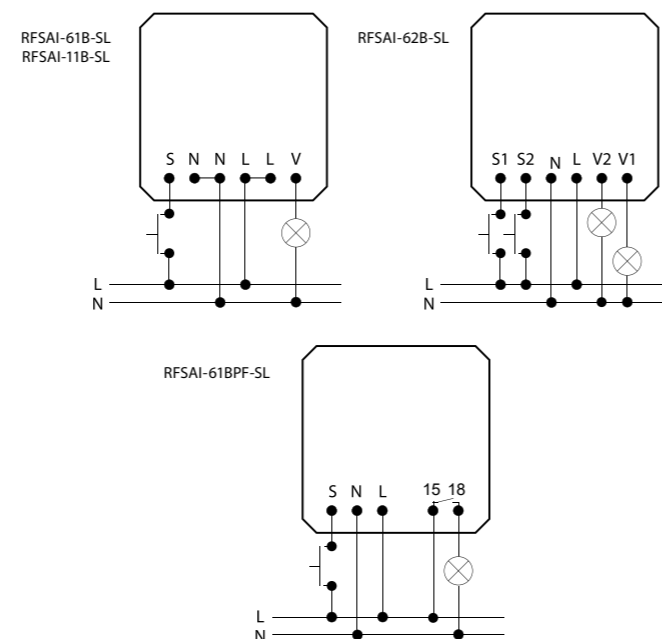 RFSAI-61B-SL
RFSAI-11B-SL
S N N L L V
L
N
RFSAI-62B-SL
S1 S2 N L V2 V1
L
N
RFSAI-61BPF-SL
S N L 15 18
L
N